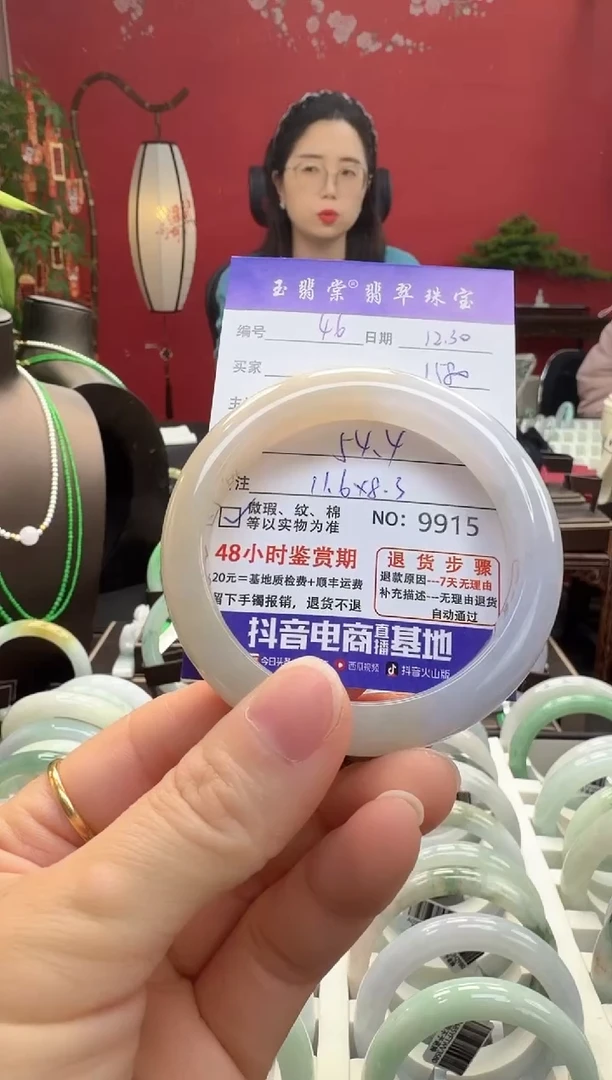 玉翡棠®翡翠珠宝
编号 46 日期 12.30
买家 1180
54.4
注 11.6x8.3
微瑕、纹、棉
等以实物为准
NO: 9915
48小时鉴赏期
20元=基地质检费+顺丰运费
留下手镯报销，退货不退
退货步骤
退款原因---7天无理由
补充描述---无理由退货
自动通过
抖音电商直播基地
今日头条 西瓜视频 抖音火山版